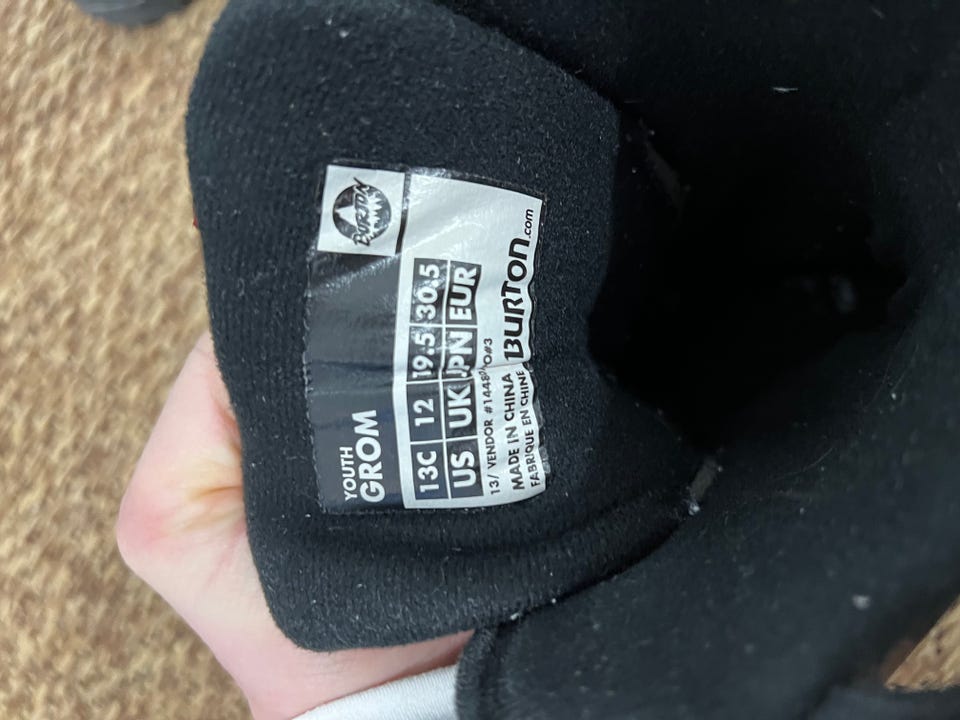 BURTON
YOUTH
GROM
13C 12 19.5 30.5
US UK JPN EUR
13/ VENDOR
MADE IN CHINA
FABRIQUE EN CHINE
BURTON.com